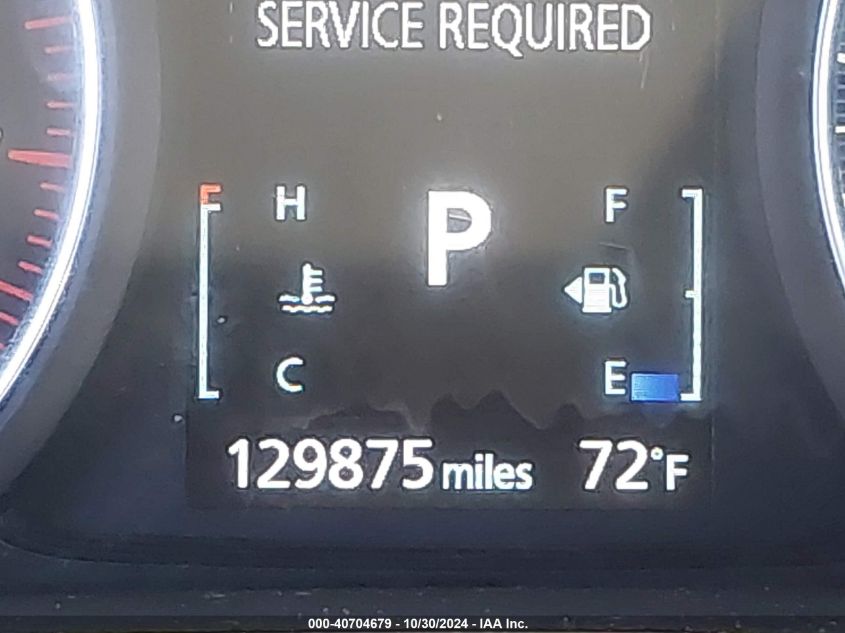 SERVICE REQUIRED
H P F
C E
129875 miles 72°F
000-40704679 - 10/30/2024 - IAA Inc.